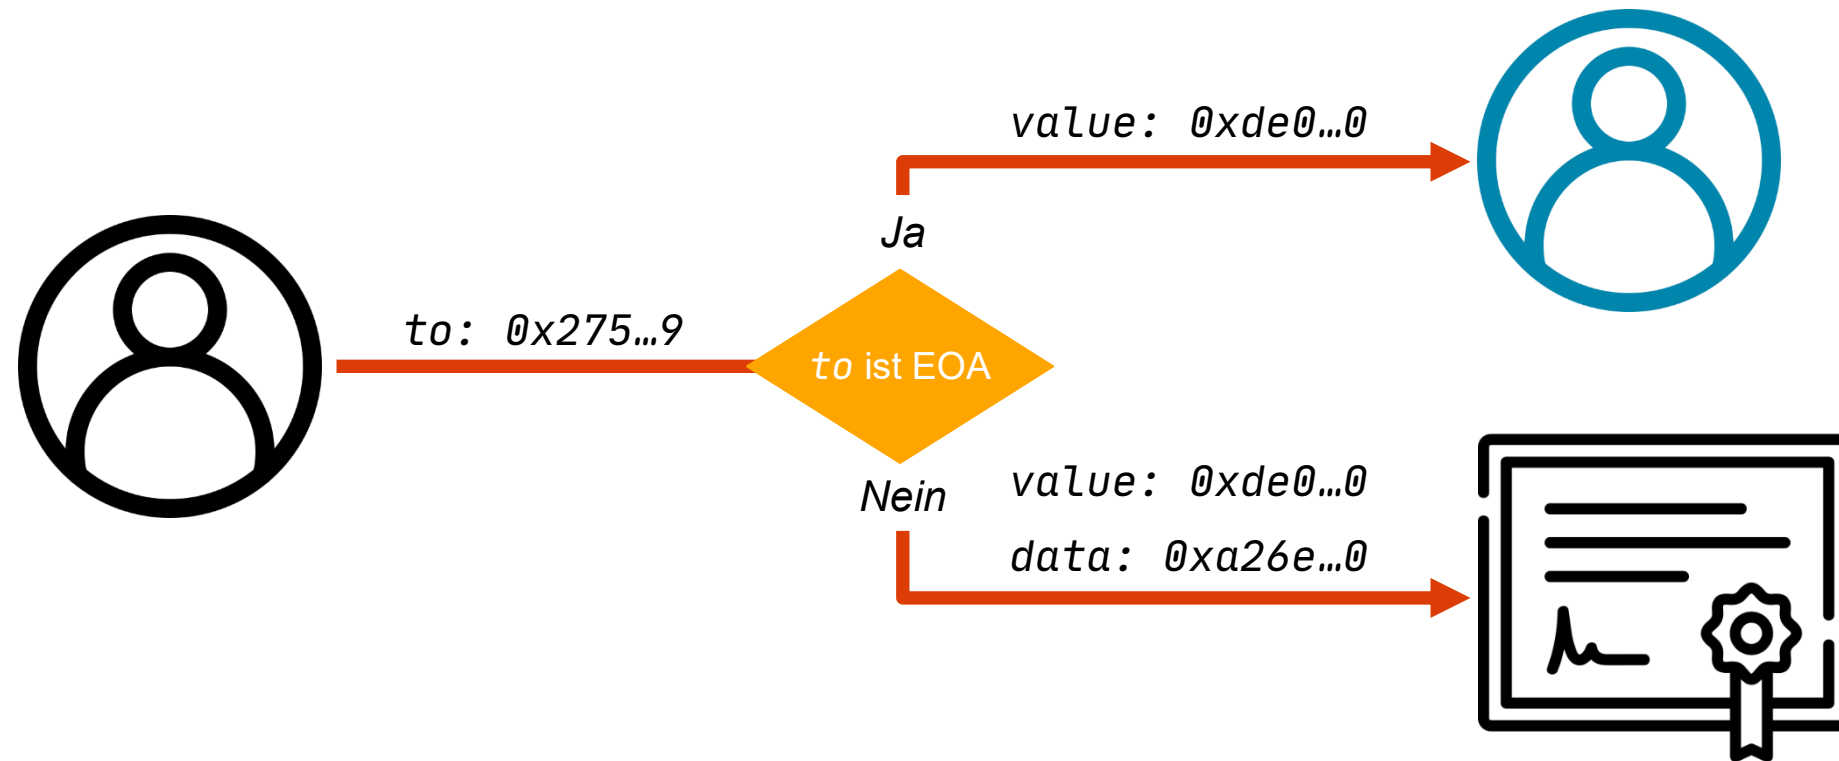 value: 0xde0…0
Ja
to: 0x275…9
to ist EOA
Nein
value: 0xde0…0
data: 0xa26e…0